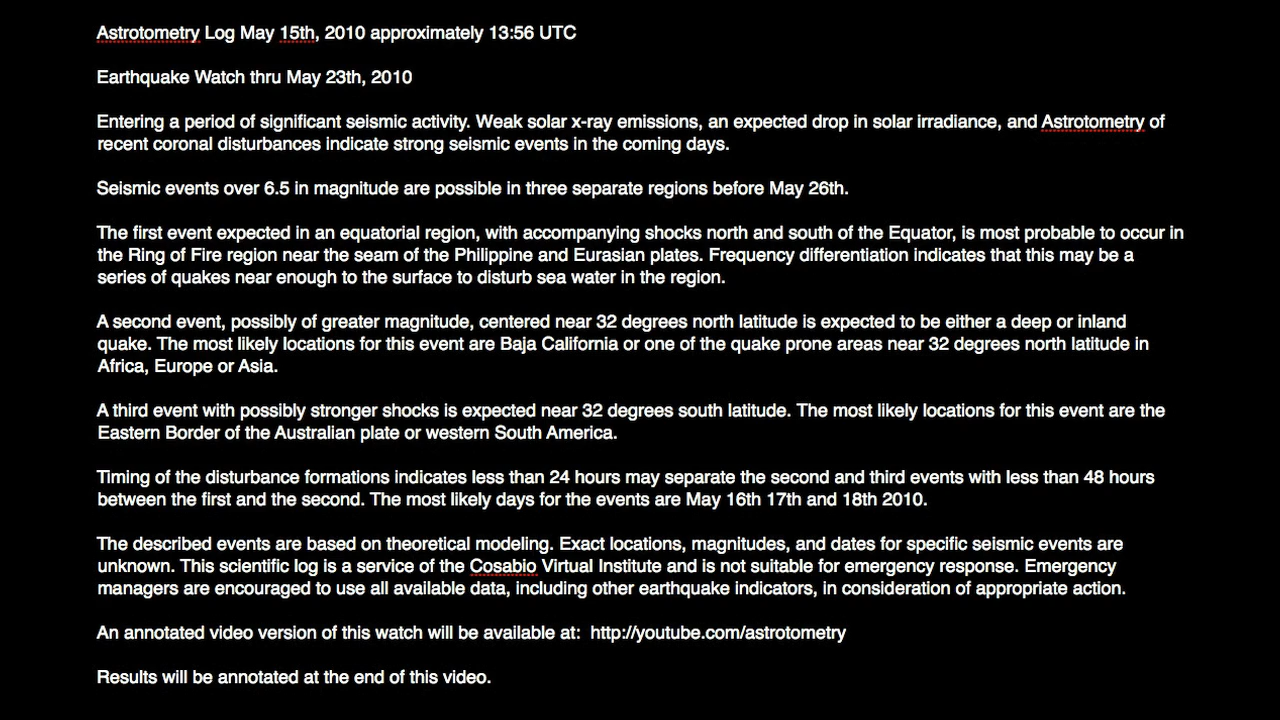 Astrotometry Log May 15th, 2010 approximately 13:56 UTC
Earthquake Watch thru May 23th, 2010
Entering a period of significant seismic activity. Weak solar x-ray emissions, an expected drop in solar irradiance, and Astrotometry of
recent coronal disturbances indicate strong seismic events in the coming days.
Seismic events over 6.5 in magnitude are possible in three separate regions before May 26th.
The first event expected in an equatorial region, with accompanying shocks north and south of the Equator, is most probable to occur in
the Ring of Fire region near the seam of the Philippine and Eurasian plates. Frequency differentiation indicates that this may be a
series of quakes near enough to the surface to disturb sea water in the region.
A second event, possibly of greater magnitude, centered near 32 degrees north latitude is expected to be either a deep or inland
quake. The most likely locations for this event are Baja California or one of the quake prone areas near 32 degrees north latitude in
Africa, Europe or Asia.
A third event with possibly stronger shocks is expected near 32 degrees south latitude. The most likely locations for this event are the
Eastern Border of the Australian plate or western South America.
Timing of the disturbance formations indicates less than 24 hours may separate the second and third events with less than 48 hours
between the first and the second. The most likely days for the events are May 16th 17th and 18th 2010.
The described events are based on theoretical modeling. Exact locations, magnitudes, and dates for specific seismic events are
unknown. This scientific log is a service of the Cosabio Virtual Institute and is not suitable for emergency response. Emergency
managers are encouraged to use all available data, including other earthquake indicators, in consideration of appropriate action.
An annotated video version of this watch will be available at:  http://youtube.com/astrotometry
Results will be annotated at the end of this video.